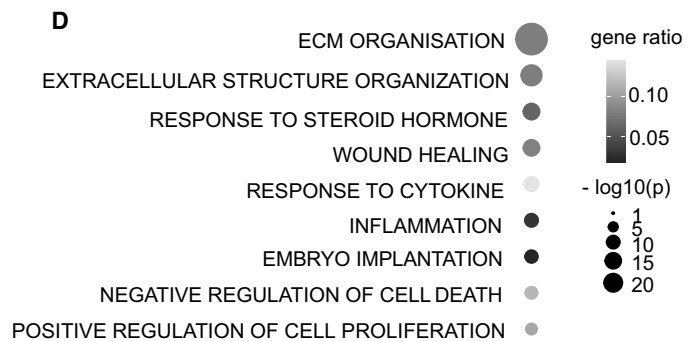 D
ECM ORGANISATION
EXTRACELLULAR STRUCTURE ORGANIZATION
RESPONSE TO STEROID HORMONE
WOUND HEALING
RESPONSE TO CYTOKINE
INFLAMMATION
EMBRYO IMPLANTATION
NEGATIVE REGULATION OF CELL DEATH
POSITIVE REGULATION OF CELL PROLIFERATION
gene ratio
0.10
0.05
- log10(p)
1
5
10
15
20